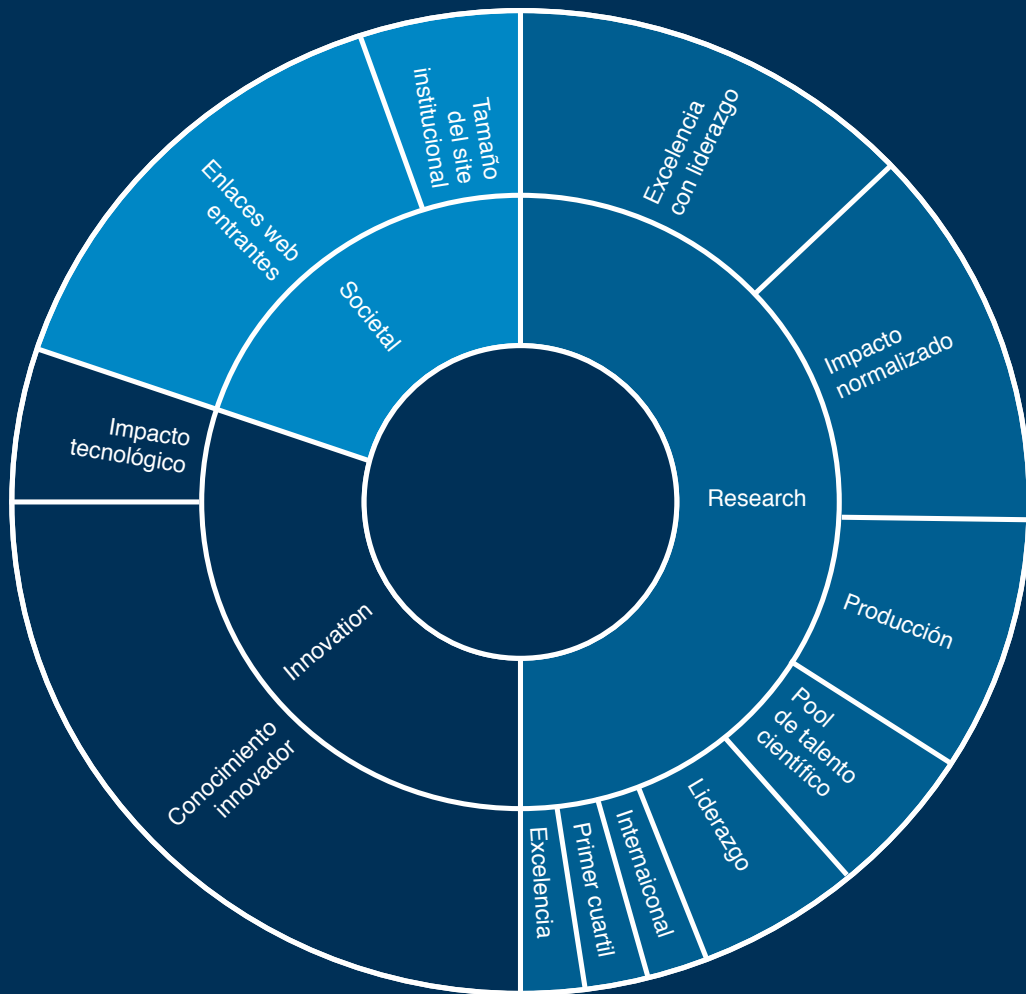 Tamaño
del site
institucional
Excelencia
con liderazgo
Enlaces web
entrantes
Societal
Impacto
normalizado
Impacto
tecnológico
Research
Producción
Innovation
Pool
de talento
científico
Conocimiento
innovador
Liderazgo
Internaiconal
Primer cuartil
Excelencia